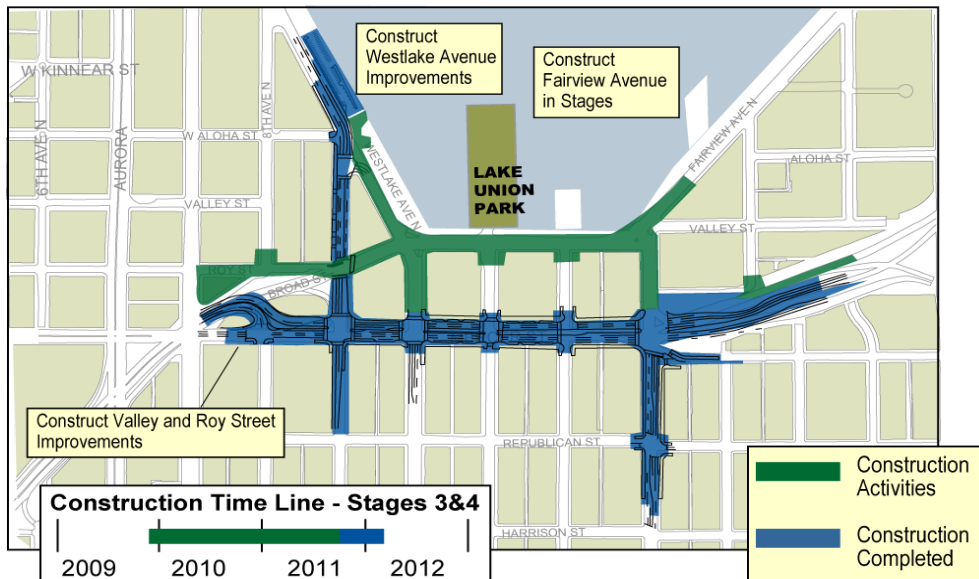 Construct
Westlake Avenue
Improvements
Construct
Fairview Avenue
in Stages
W KINNEAR ST
6TH AVE N
AURORA
8TH AVE N
W ALOHA ST
WESTLAKE AVE N
FAIRVIEW AVE N
ALOHA ST
LAKE
UNION
PARK
VALLEY ST
VALLEY ST
ROY ST
BROAD ST
Construct Valley and Roy Street
Improvements
REPUBLICAN ST
HARRISON ST
Construction Time Line - Stages 3&4
2009 2010 2011 2012
Construction
Activities
Construction
Completed